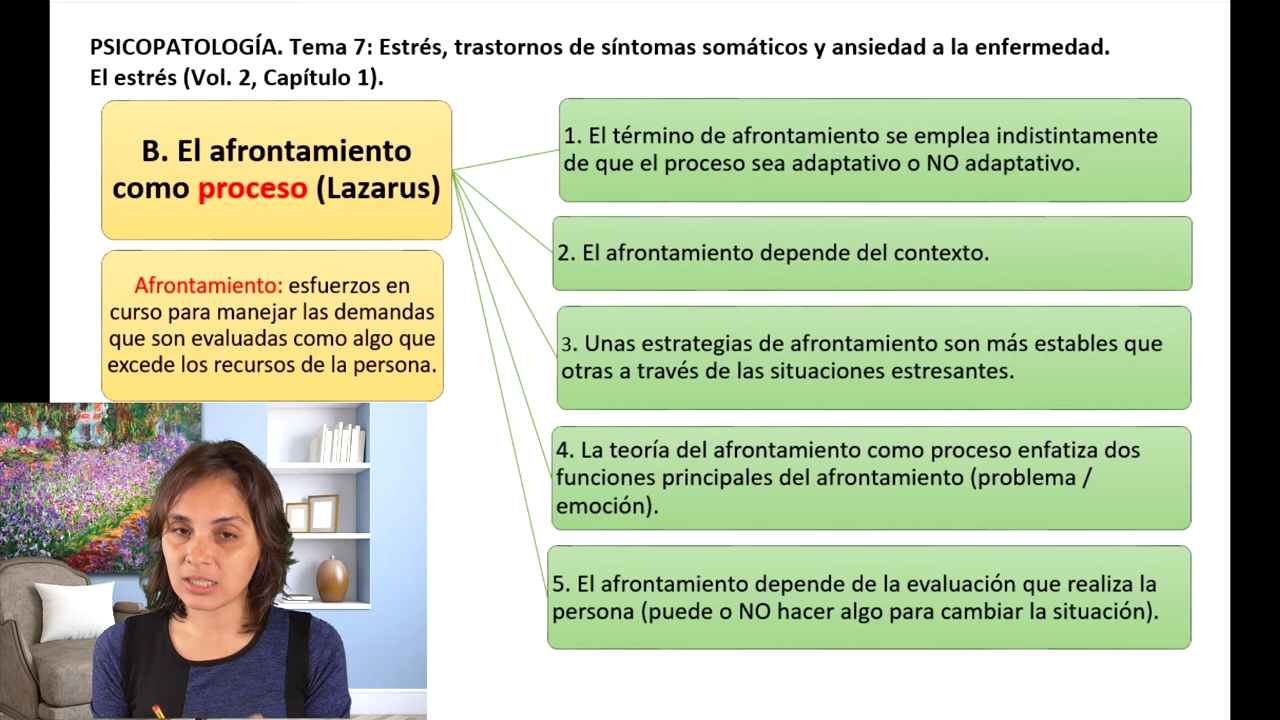 PSICOPATOLOGÍA. Tema 7: Estrés, trastornos de síntomas somáticos y ansiedad a la enfermedad.
El estrés (Vol. 2, Capítulo 1).
B. El afrontamiento
como proceso (Lazarus)
Afrontamiento: esfuerzos en
curso para manejar las demandas
que son evaluadas como algo que
excede los recursos de la persona.
1. El término de afrontamiento se emplea indistintamente
de que el proceso sea adaptativo o NO adaptativo.
2. El afrontamiento depende del contexto.
3. Unas estrategias de afrontamiento son más estables que
otras a través de las situaciones estresantes.
4. La teoría del afrontamiento como proceso enfatiza dos
funciones principales del afrontamiento (problema /
emoción).
5. El afrontamiento depende de la evaluación que realiza la
persona (puede o NO hacer algo para cambiar la situación).